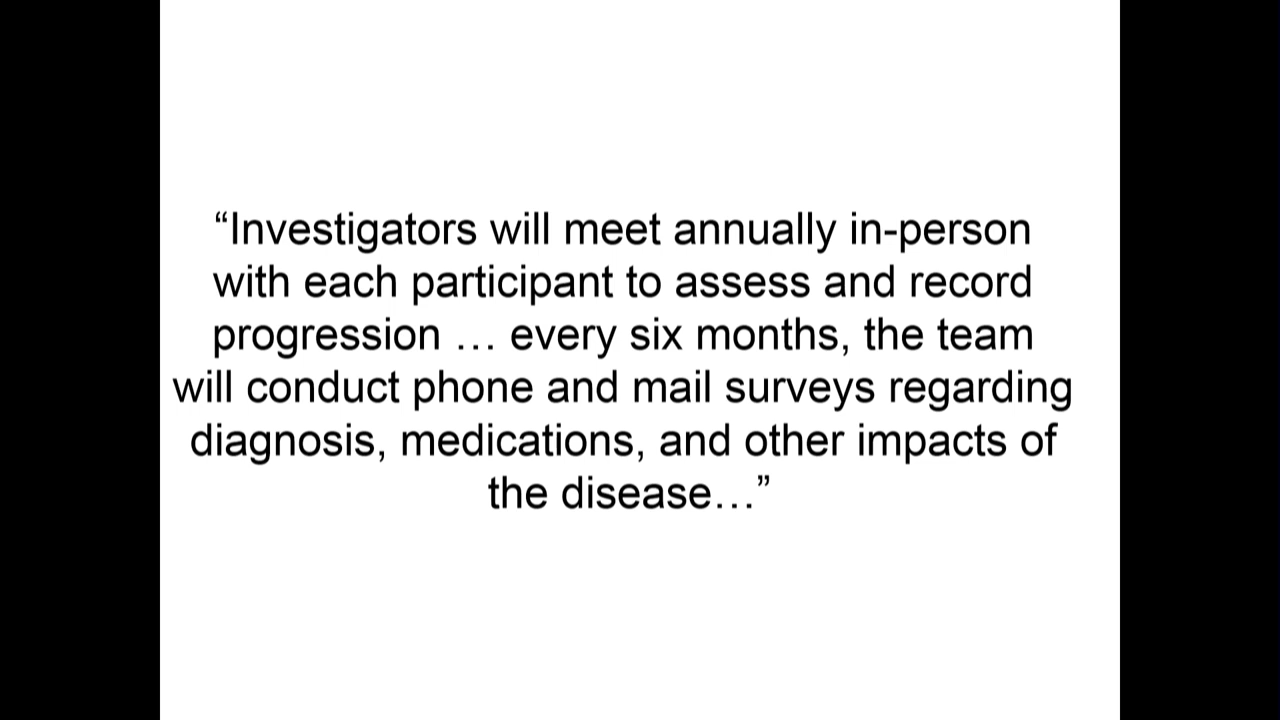 “Investigators will meet annually in-person
with each participant to assess and record
progression … every six months, the team
will conduct phone and mail surveys regarding
diagnosis, medications, and other impacts of
the disease…”